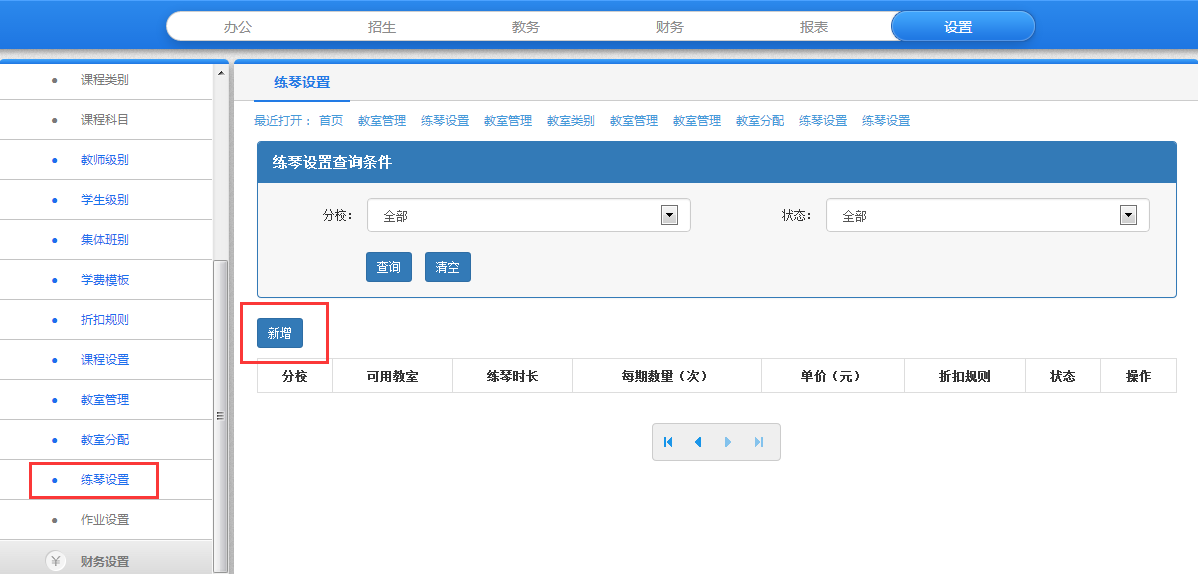 办公 招生 教务 财务 报表 设置
课程类别
课程科目
教师级别
学生级别
集体班别
学费模板
折扣规则
课程设置
教室管理
教室分配
练琴设置
作业设置
¥ 财务设置
练琴设置
最近打开： 首页 教室管理 练琴设置 教室管理 教室类别 教室管理 教室管理 教室分配 练琴设置 练琴设置
练琴设置查询条件
分校： 全部 状态： 全部
查询 清空
新增
分校 可用教室 练琴时长 每期数量（次） 单价（元） 折扣规则 状态 操作